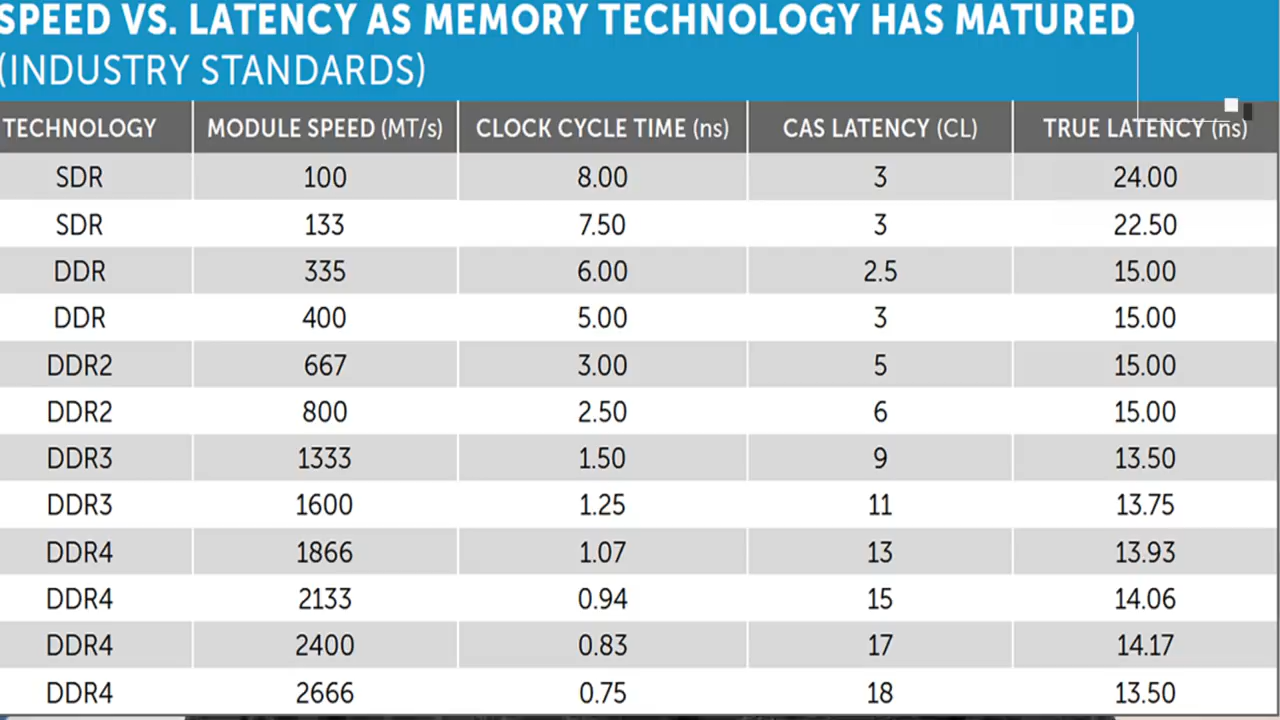 SPEED VS. LATENCY AS MEMORY TECHNOLOGY HAS MATURED
(INDUSTRY STANDARDS)
TECHNOLOGY MODULE SPEED (MT/s) CLOCK CYCLE TIME (ns) CAS LATENCY (CL) TRUE LATENCY (ns)
SDR 100 8.00 3 24.00
SDR 133 7.50 3 22.50
DDR 335 6.00 2.5 15.00
DDR 400 5.00 3 15.00
DDR2 667 3.00 5 15.00
DDR2 800 2.50 6 15.00
DDR3 1333 1.50 9 13.50
DDR3 1600 1.25 11 13.75
DDR4 1866 1.07 13 13.93
DDR4 2133 0.94 15 14.06
DDR4 2400 0.83 17 14.17
DDR4 2666 0.75 18 13.50